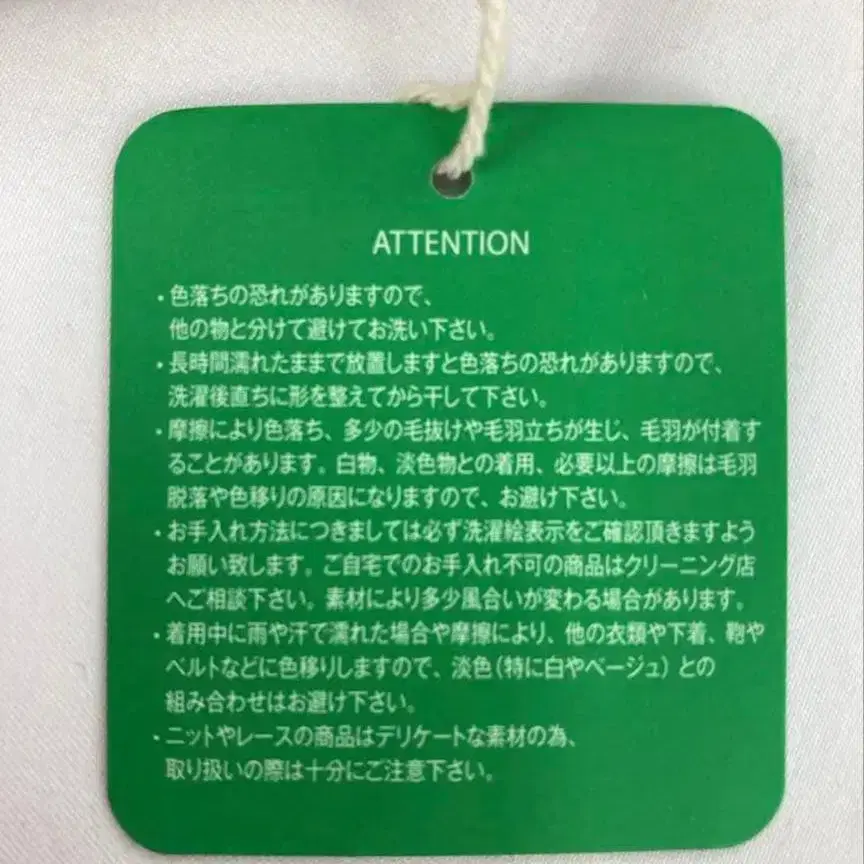 ATTENTION
・色落ちの恐れがありますので、
他の物と分けて避けてお洗い下さい。
・長時間濡れたままで放置しますと色落ちの恐れがありますので、
洗濯後直ちに形を整えてから干して下さい。
・摩擦により色落ち、多少の毛抜けや毛羽立ちが生じ、毛羽が付着す
ることがあります。白物、淡色物との着用、必要以上の摩擦は毛羽
脱落や色移りの原因になりますので、お避け下さい。
・お手入れ方法につきましては必ず洗濯絵表示をご確認頂きますよう
お願い致します。ご自宅でのお手入れ不可の商品はクリーニング店
へご相談下さい。素材により多少風合いが変わる場合があります。
・着用中に雨や汗で濡れた場合や摩擦により、他の衣類や下着、鞄や
ベルトなどに色移りしますので、淡色（特に白やベージュ）との
組み合わせはお避け下さい。
・ニットやレースの商品はデリケートな素材の為、
取り扱いの際は十分にご注意下さい。